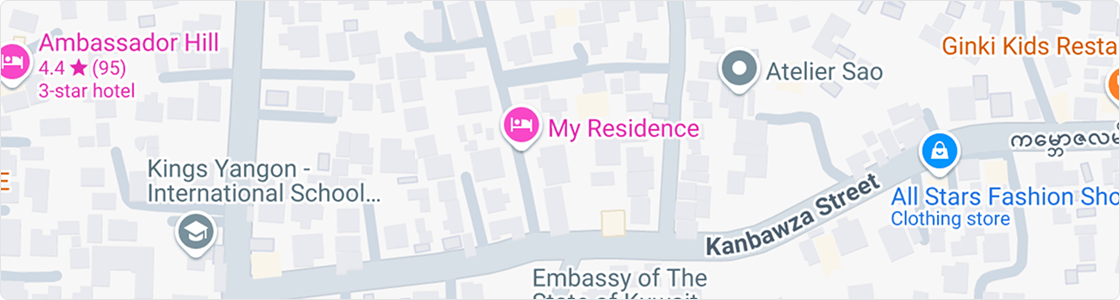 Ambassador Hill
4.4 ★ (95)
3-star hotel
Ginki Kids Resta
Atelier Sao
My Residence
ကမ္ဘောဇလမ်
Kings Yangon -
International School...
E
All Stars Fashion Sho
Clothing store
Kanbawza Street
Embassy of The
State of Kuwait